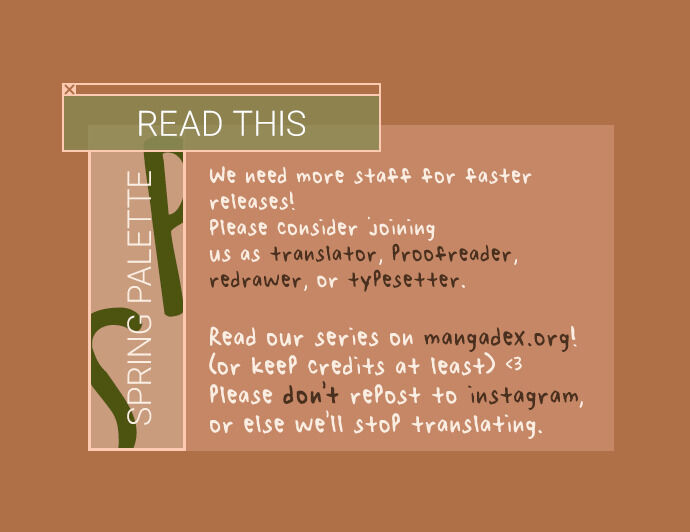 READ THIS
SPRING PALETTE
We need more staff for faster
releases!
Please consider joining
us as translator, Proofreader,
redrawer, or typesetter.
Read our series on mangadex.org!
(or keep credits at least) <3
Please don't repost to instagram,
or else we'll stop translating.